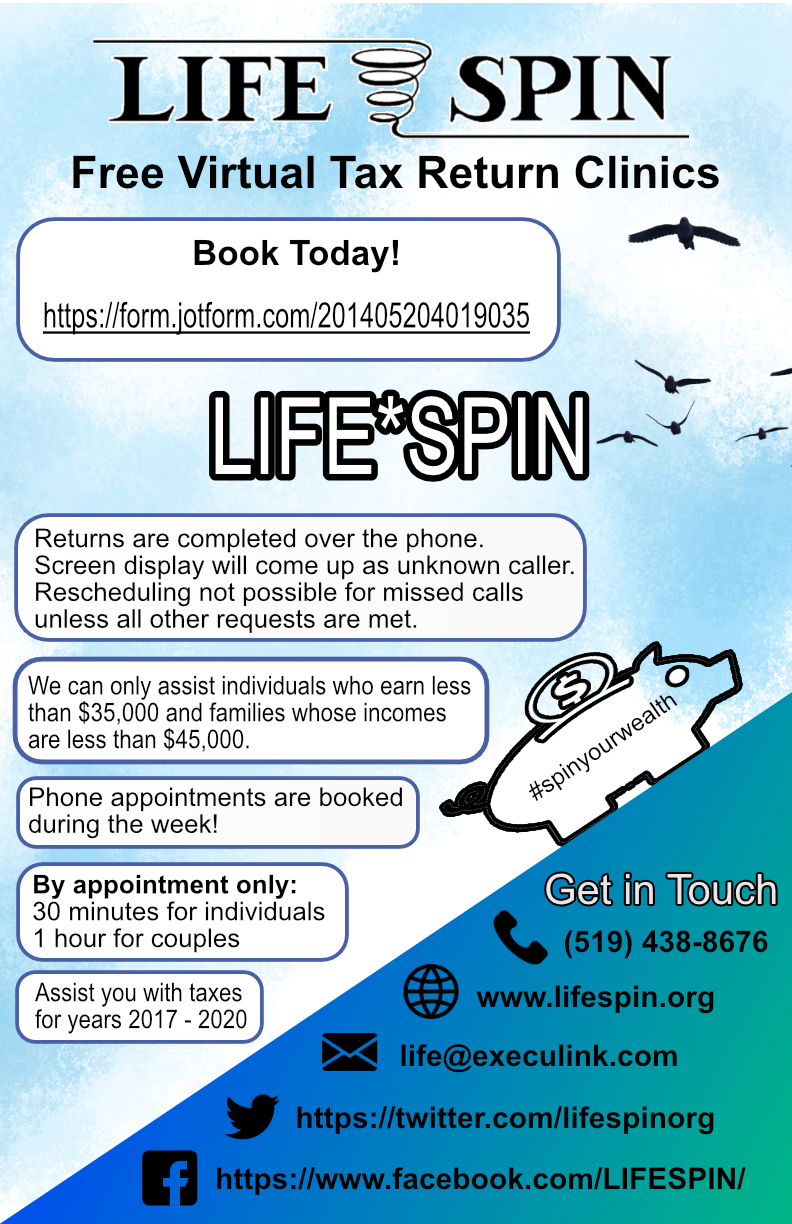 LIFE SPIN
Free Virtual Tax Return Clinics
Book Today!
https://form.jotform.com/201405204019035
LIFE*SPIN
Returns are completed over the phone.
Screen display will come up as unknown caller.
Rescheduling not possible for missed calls
unless all other requests are met.
We can only assist individuals who earn less
than $35,000 and families whose incomes
are less than $45,000.
$
#spinyourwealth
Phone appointments are booked
during the week!
By appointment only:
30 minutes for individuals
1 hour for couples
Assist you with taxes
for years 2017 - 2020
Get in Touch
(519) 438-8676
www.lifespin.org
life@execulink.com
https://twitter.com/lifespinorg
https://www.facebook.com/LIFESPIN/